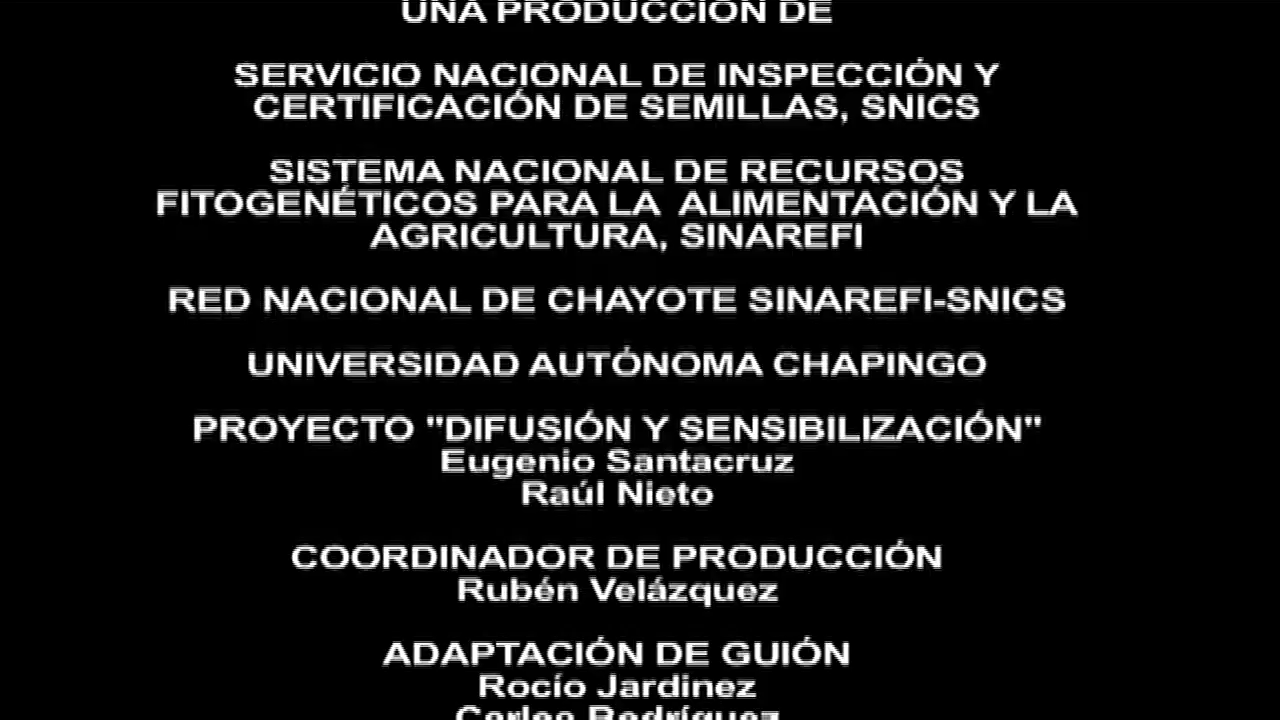 UNA PRODUCCIÓN DE
SERVICIO NACIONAL DE INSPECCIÓN Y
CERTIFICACIÓN DE SEMILLAS, SNICS
SISTEMA NACIONAL DE RECURSOS
FITOGENÉTICOS PARA LA ALIMENTACIÓN Y LA
AGRICULTURA, SINAREFI
RED NACIONAL DE CHAYOTE SINAREFI-SNICS
UNIVERSIDAD AUTÓNOMA CHAPINGO
PROYECTO "DIFUSIÓN Y SENSIBILIZACIÓN"
Eugenio Santacruz
Raúl Nieto
COORDINADOR DE PRODUCCIÓN
Rubén Velázquez
ADAPTACIÓN DE GUIÓN
Rocío Jardinez
Carlos Rodríguez